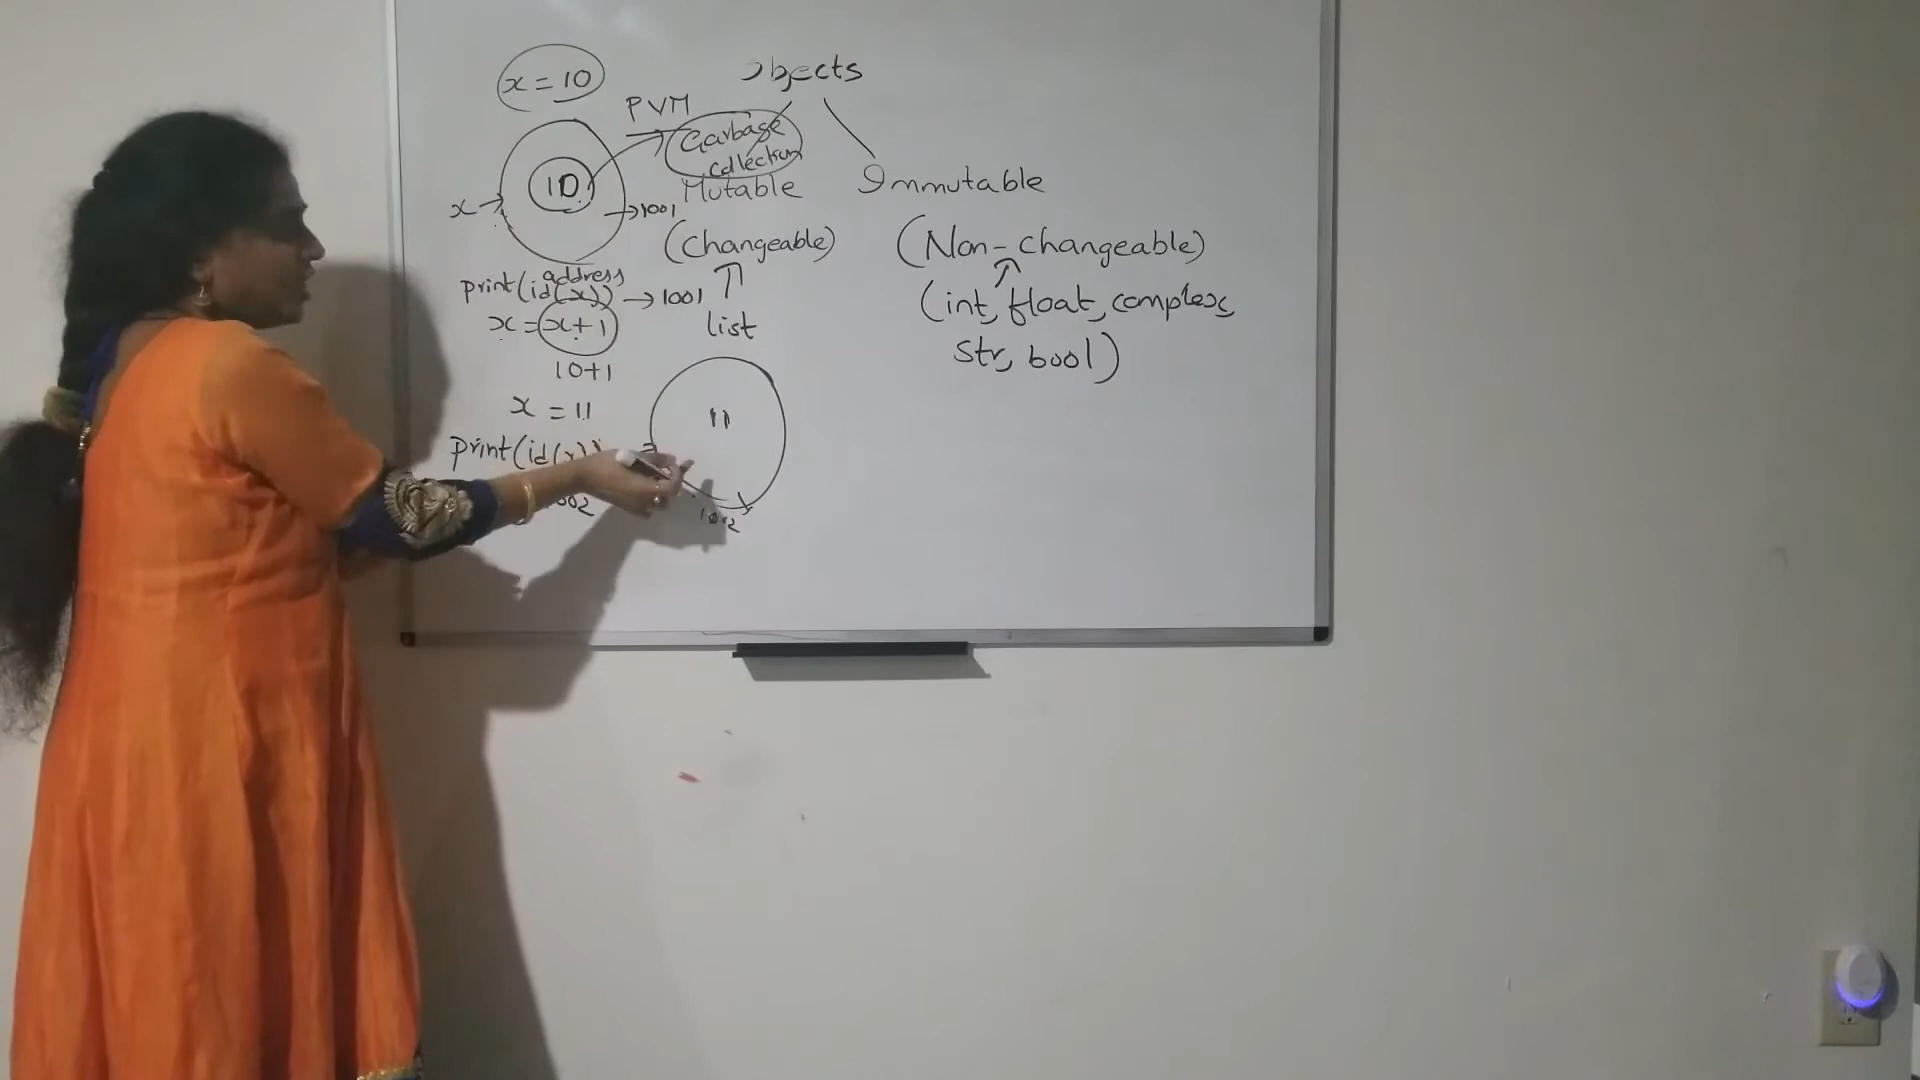 x = 10
Objects
PVM
Garbage
collection
10
x
1001
Mutable
Immutable
(changeable)
(Non-changeable)
address
print(id(x)) → 1001
list
(int, float, complex,
str, bool)
x = x+1
10+1
x = 11
11
print(id(x))
1002